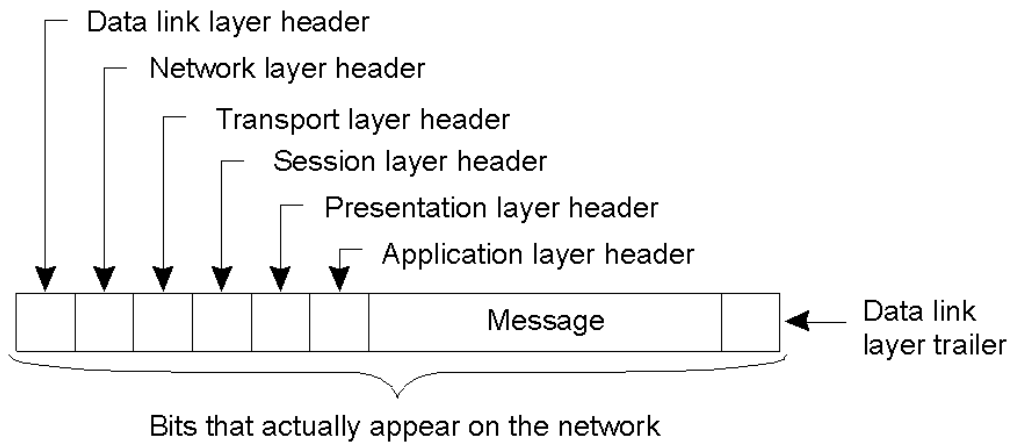 Data link layer header
Network layer header
Transport layer header
Session layer header
Presentation layer header
Application layer header
Message
Data link
layer trailer
Bits that actually appear on the network